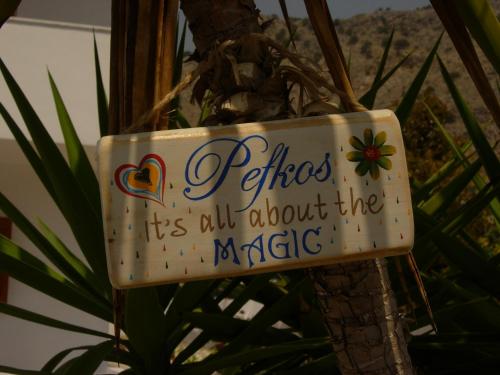 Pefkos
it's all about the
MAGIC